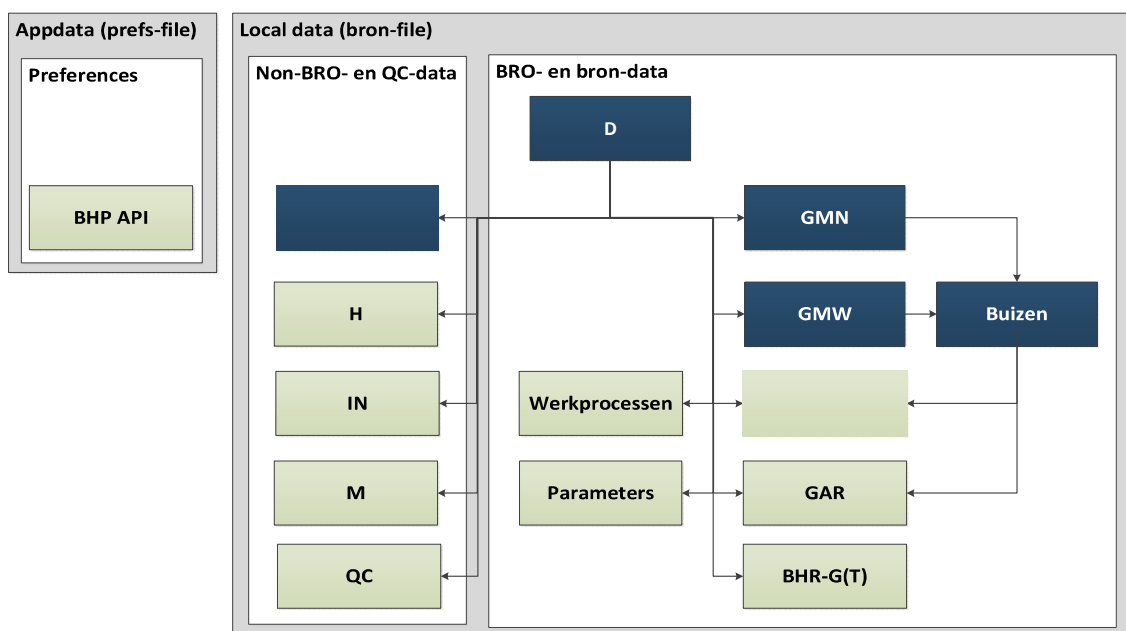 Appdata (prefs-file)
Preferences
BHP API
Local data (bron-file)
Non-BRO- en QC-data
H
IN
M
QC
BRO- en bron-data
D
GMN
GMW
Buizen
Werkprocessen
Parameters
GAR
BHR-G(T)